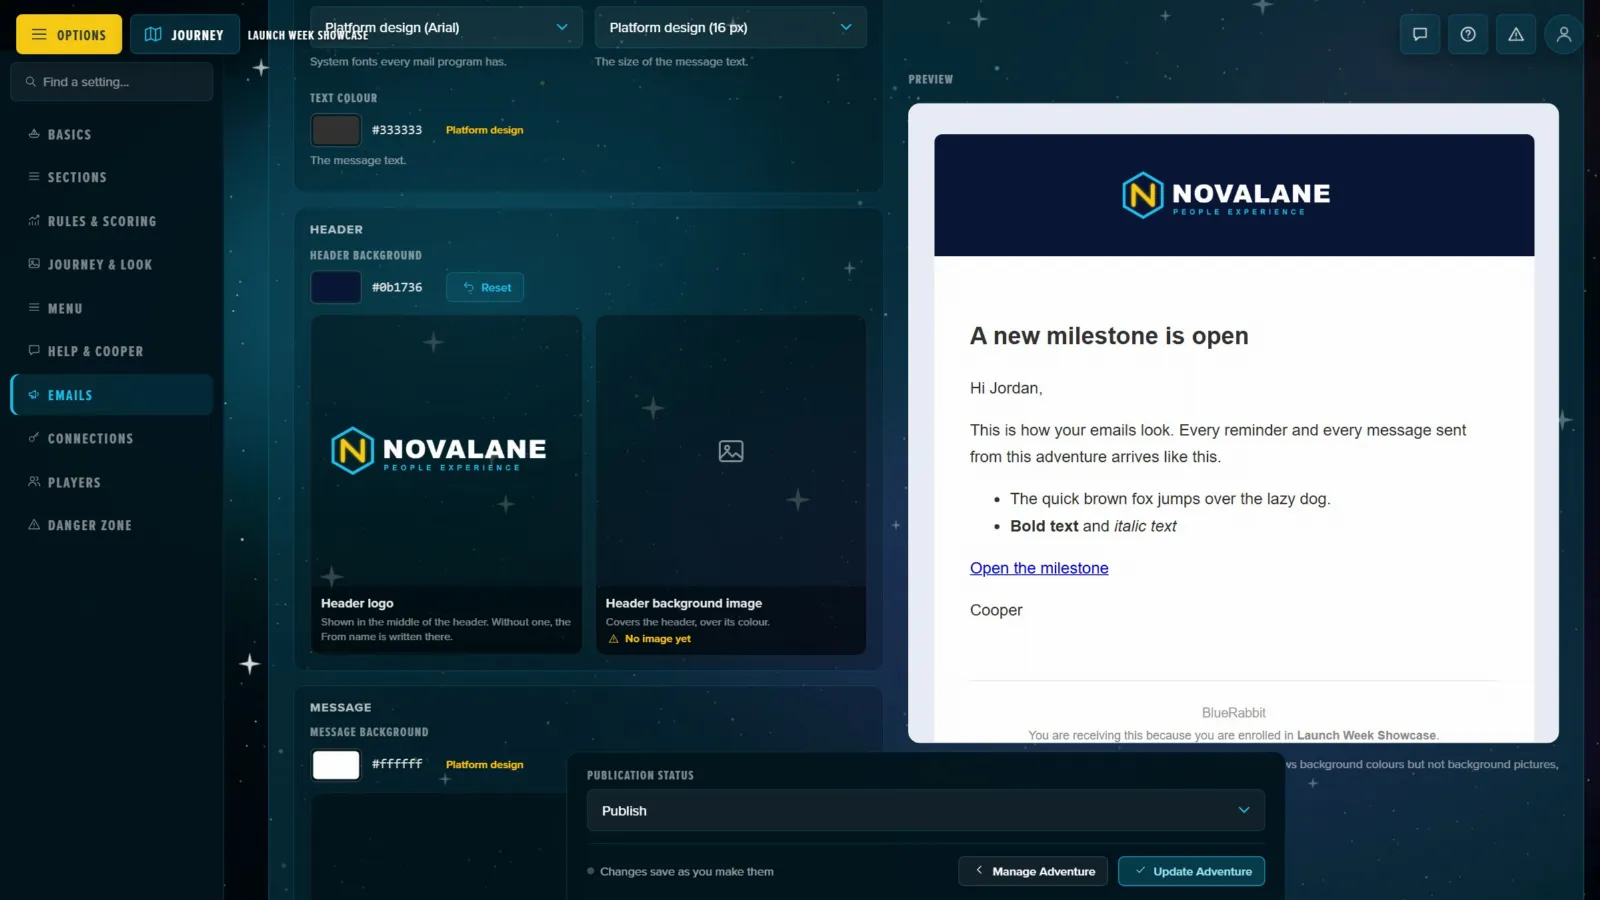 OPTIONS
JOURNEY
LAUNCH WEEK SHOWCASE
Find a setting...
BASICS
SECTIONS
RULES & SCORING
JOURNEY & LOOK
MENU
HELP & COOPER
EMAILS
CONNECTIONS
PLAYERS
DANGER ZONE
Platform design (Arial)
Platform design (16 px)
System fonts every mail program has.
The size of the message text.
TEXT COLOUR
#333333
Platform design
The message text.
HEADER
HEADER BACKGROUND
#0b1736
Reset
N NOVALANE
PEOPLE EXPERIENCE
Header logo
Shown in the middle of the header. Without one, the
From name is written there.
Header background image
Covers the header, over its colour.
No image yet
MESSAGE
MESSAGE BACKGROUND
#ffffff
Platform design
PREVIEW
N NOVALANE
PEOPLE EXPERIENCE
A new milestone is open
Hi Jordan,
This is how your emails look. Every reminder and every message sent
from this adventure arrives like this.
• The quick brown fox jumps over the lazy dog.
• Bold text and italic text
Open the milestone
Cooper
BlueRabbit
You are receiving this because you are enrolled in Launch Week Showcase.
background colours but not background pictures,
PUBLICATION STATUS
Publish
Changes save as you make them
Manage Adventure
Update Adventure